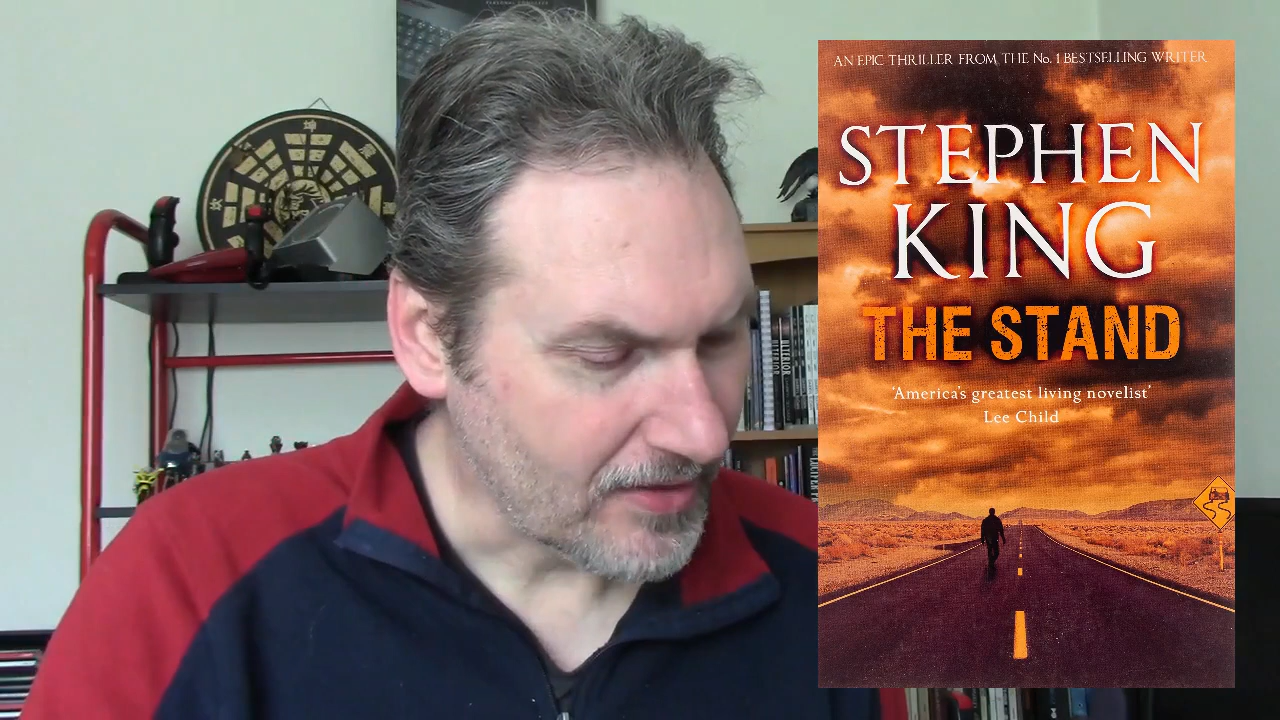 坤
AN EPIC THRILLER FROM THE No. 1 BESTSELLING WRITER
STEPHEN
KING
THE STAND
'America's greatest living novelist'
Lee Child